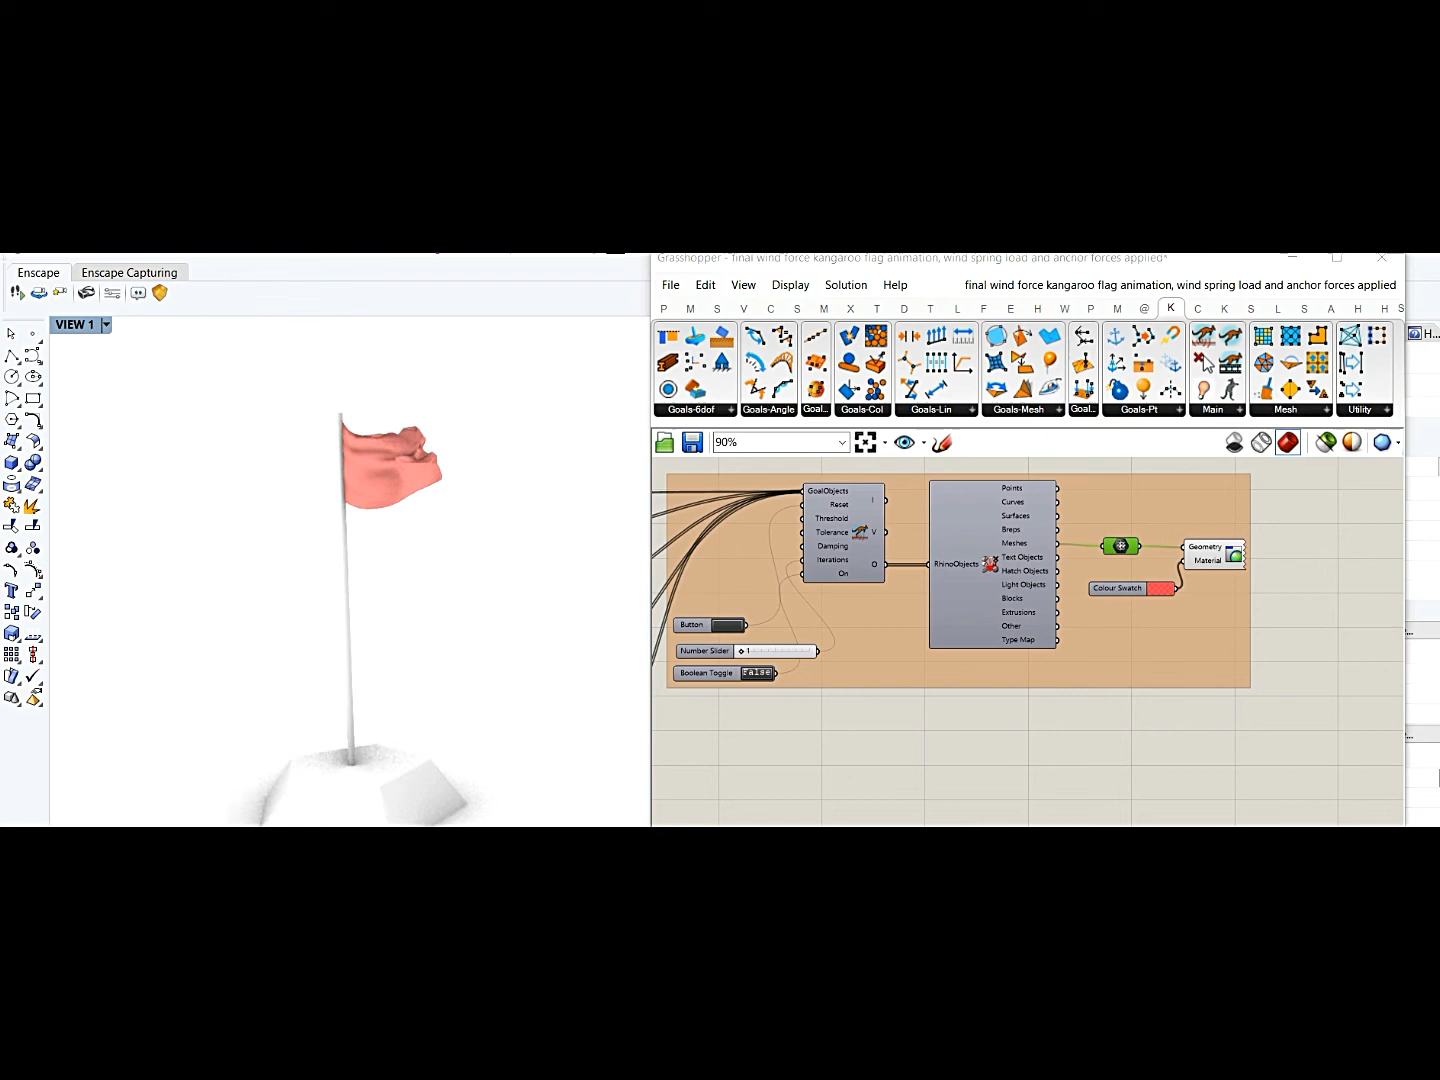 Grasshopper - final wind force kangaroo flag animation, wind spring load and anchor forces applied*
Enscape
Enscape Capturing
File Edit View Display Solution Help
final wind force kangaroo flag animation, wind spring load and anchor forces applied
P M S V C S M X T D T L F E H W P M @ K C K S L S A H H S
VIEW 1
H...
Goals-6dof
Goals-Angle
Goal...
Goals-Col
Goals-Lin
Goals-Mesh
Goal...
Goals-Pt
Main
Mesh
Utility
90%
GoalObjects
Reset
Threshold
Tolerance
Damping
Iterations
On
I
V
O
RhinoObjects
Points
Curves
Surfaces
Breps
Meshes
Text Objects
Hatch Objects
Light Objects
Blocks
Extrusions
Other
Type Map
Geometry
Material
Colour Swatch
Button
Number Slider
1
Boolean Toggle
False